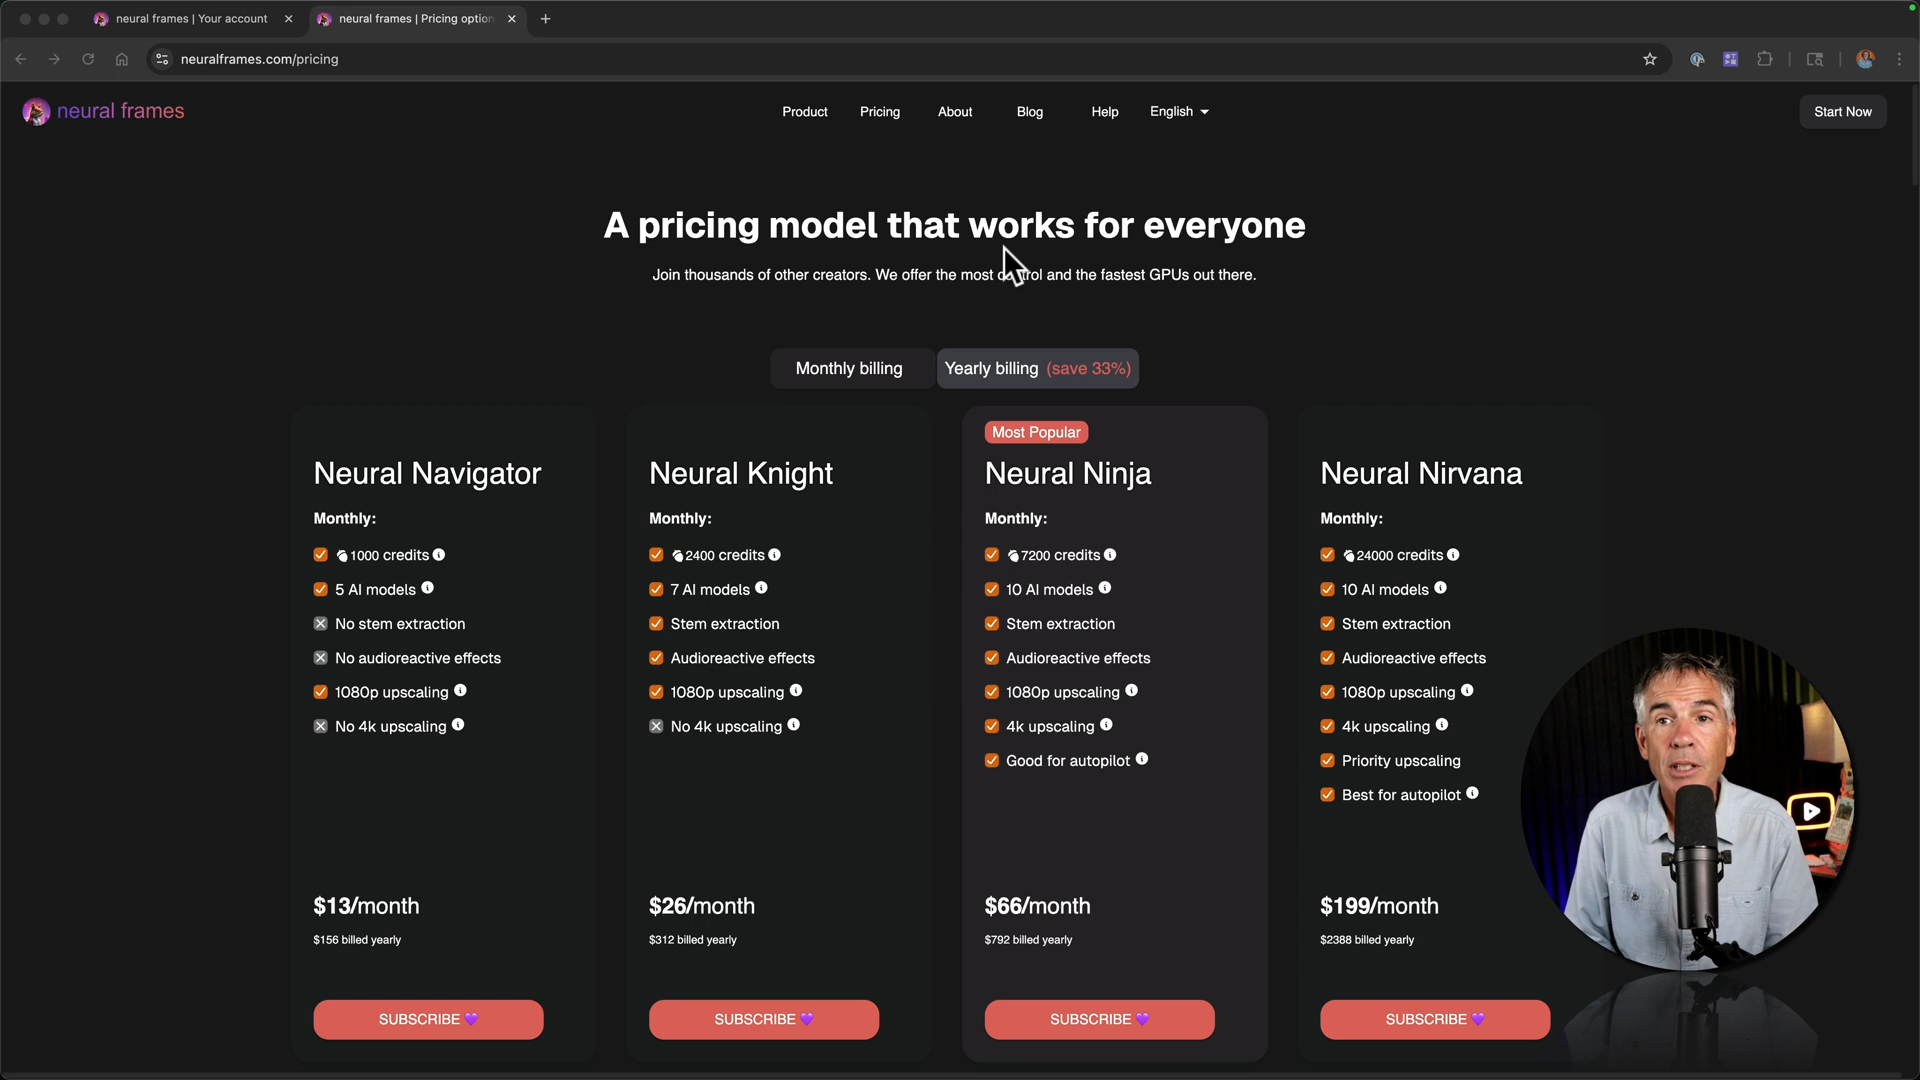 neural frames | Your account
neural frames | Pricing option
neuralframes.com/pricing
neural frames
Product
Pricing
About
Blog
Help
English
Start Now
A pricing model that works for everyone
Join thousands of other creators. We offer the most control and the fastest GPUs out there.
Monthly billing
Yearly billing (save 33%)
Neural Navigator
Monthly:
1000 credits
5 AI models
No stem extraction
No audioreactive effects
1080p upscaling
No 4k upscaling
$13/month
$156 billed yearly
SUBSCRIBE 💜
Neural Knight
Monthly:
2400 credits
7 AI models
Stem extraction
Audioreactive effects
1080p upscaling
No 4k upscaling
$26/month
$312 billed yearly
SUBSCRIBE 💜
Most Popular
Neural Ninja
Monthly:
7200 credits
10 AI models
Stem extraction
Audioreactive effects
1080p upscaling
4k upscaling
Good for autopilot
$66/month
$792 billed yearly
SUBSCRIBE 💜
Neural Nirvana
Monthly:
24000 credits
10 AI models
Stem extraction
Audioreactive effects
1080p upscaling
4k upscaling
Priority upscaling
Best for autopilot
$199/month
$2388 billed yearly
SUBSCRIBE 💜